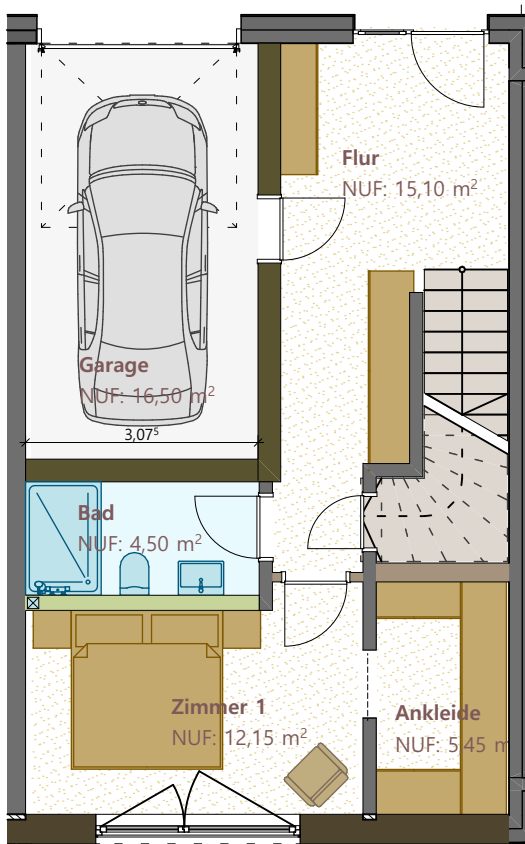 Flur
NUF: 15,10 m²
Garage
NUF: 16,50 m²
3,07⁵
Bad
NUF: 4,50 m²
Zimmer 1
NUF: 12,15 m²
Ankleide
NUF: 5,45 m